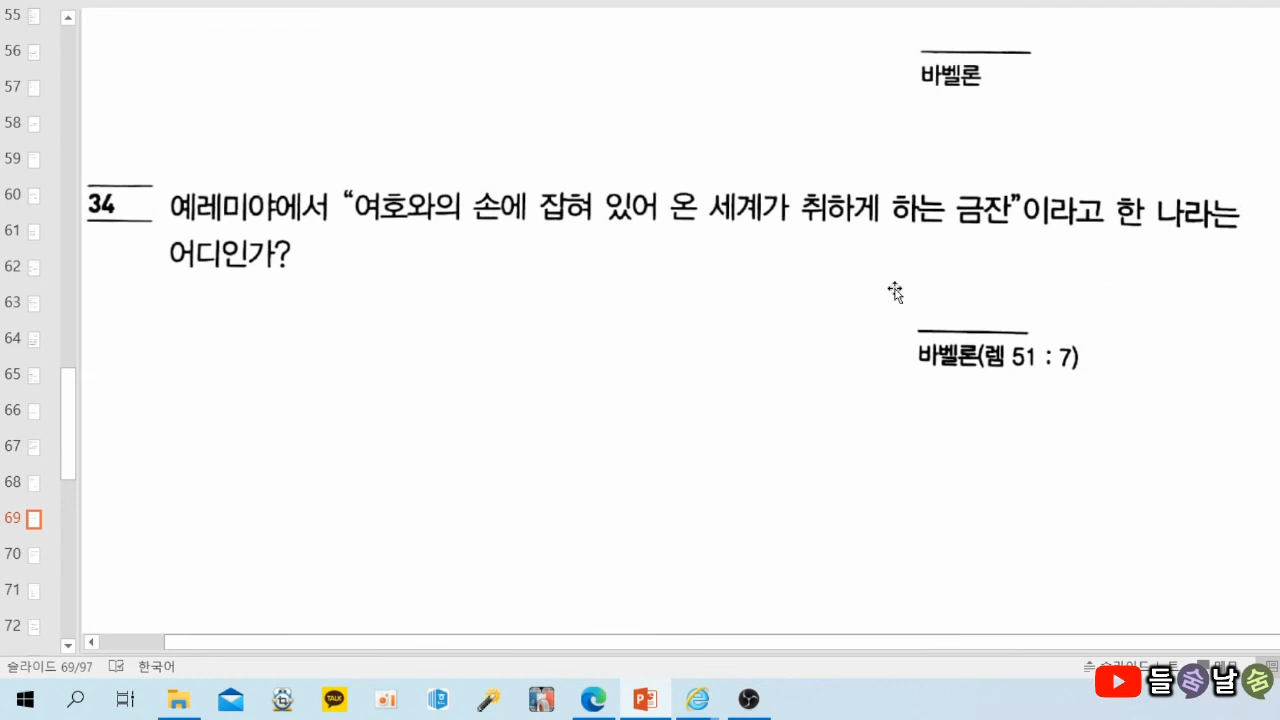 55
56
57
58
59
60
61
62
63
64
65
66
67
68
69
70
71
72
바벨론
34 예레미야에서 “여호와의 손에 잡혀 있어 온 세계가 취하게 하는 금잔”이라고 한 나라는
어디인가?
바벨론(렘 51 : 7)
슬라이드 69/97 한국어
TALK
들숨날숨